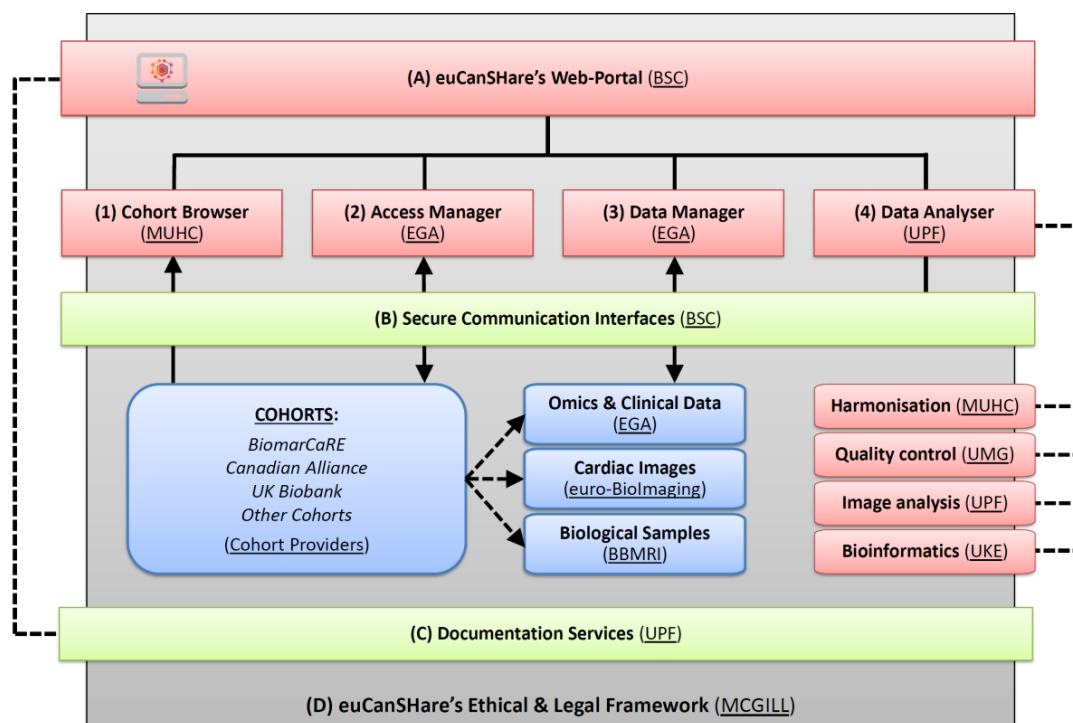 (A) euCanSHare's Web-Portal (BSC)
(1) Cohort Browser
(MUHC)
(2) Access Manager
(EGA)
(3) Data Manager
(EGA)
(4) Data Analyser
(UPF)
(B) Secure Communication Interfaces (BSC)
COHORTS:
BiomarCaRE
Canadian Alliance
UK Biobank
Other Cohorts
(Cohort Providers)
Omics & Clinical Data
(EGA)
Cardiac Images
(euro-BioImaging)
Biological Samples
(BBMRI)
Harmonisation (MUHC)
Quality control (UMG)
Image analysis (UPF)
Bioinformatics (UKE)
(C) Documentation Services (UPF)
(D) euCanSHare's Ethical & Legal Framework (MCGILL)